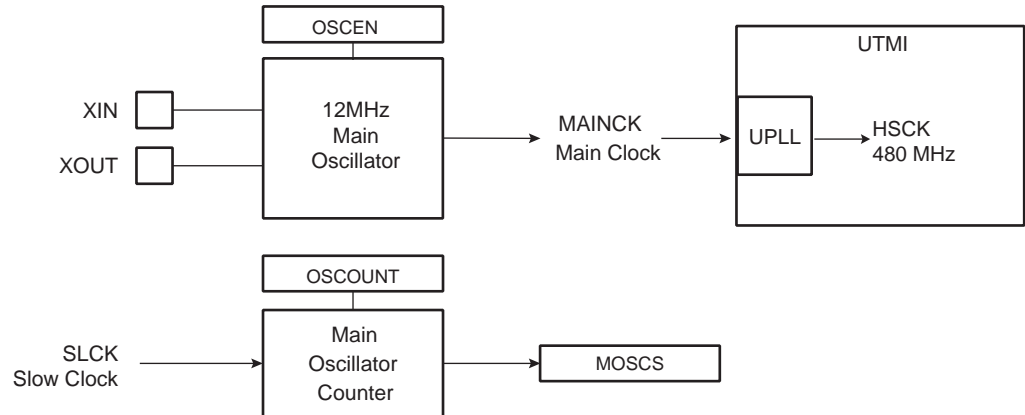 OSCEN
UTMI
XIN
12MHz
Main
Oscillator
MAINCK
Main Clock
UPLL
HSCK
480 MHz
XOUT
OSCOUNT
SLCK
Slow Clock
Main
Oscillator
Counter
MOSCS